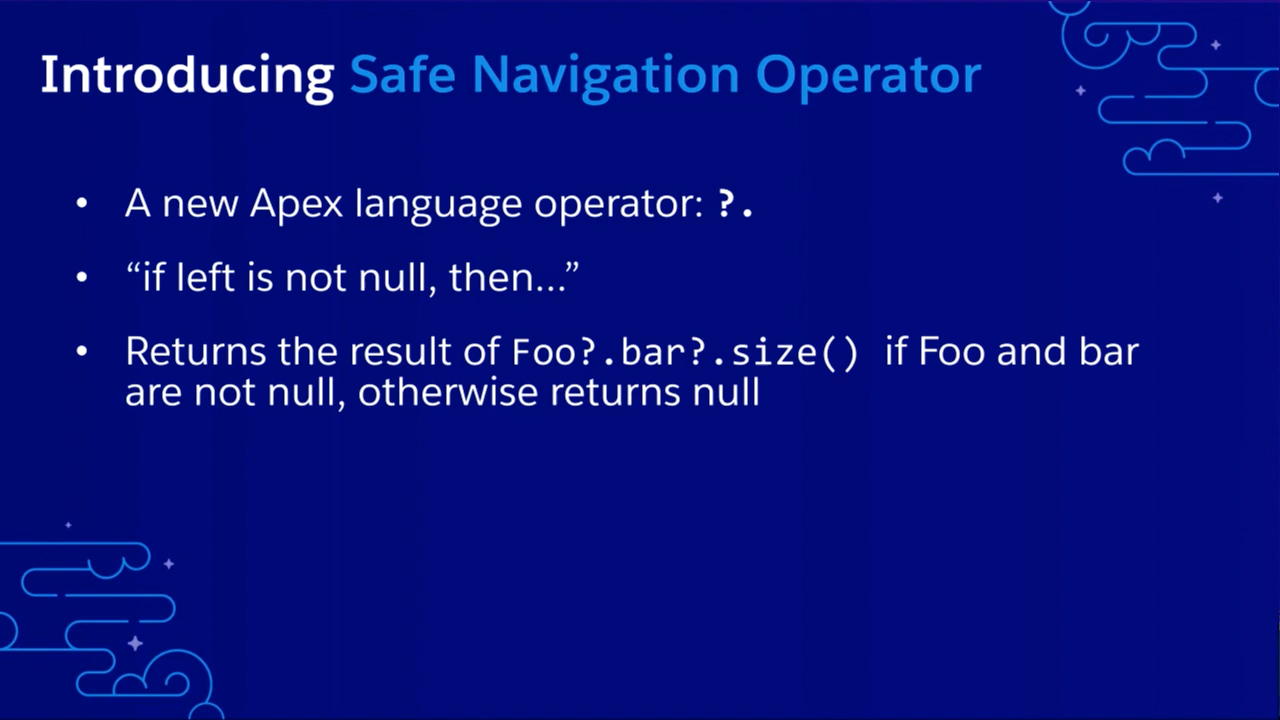 Introducing Safe Navigation Operator
• A new Apex language operator: ?.
• “if left is not null, then...”
• Returns the result of Foo?.bar?.size() if Foo and bar
are not null, otherwise returns null